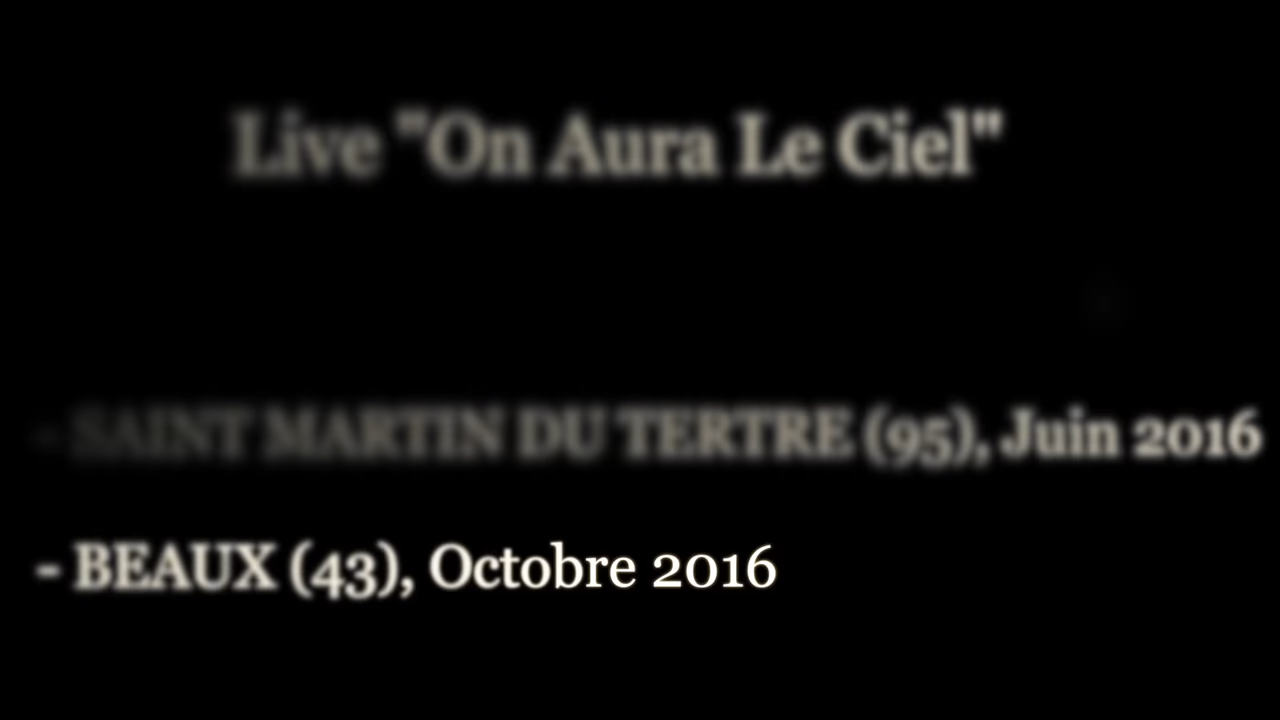 Live "On Aura Le Ciel"
- SAINT MARTIN DU TERTRE (95), Juin 2016
- BEAUX (43), Octobre 2016